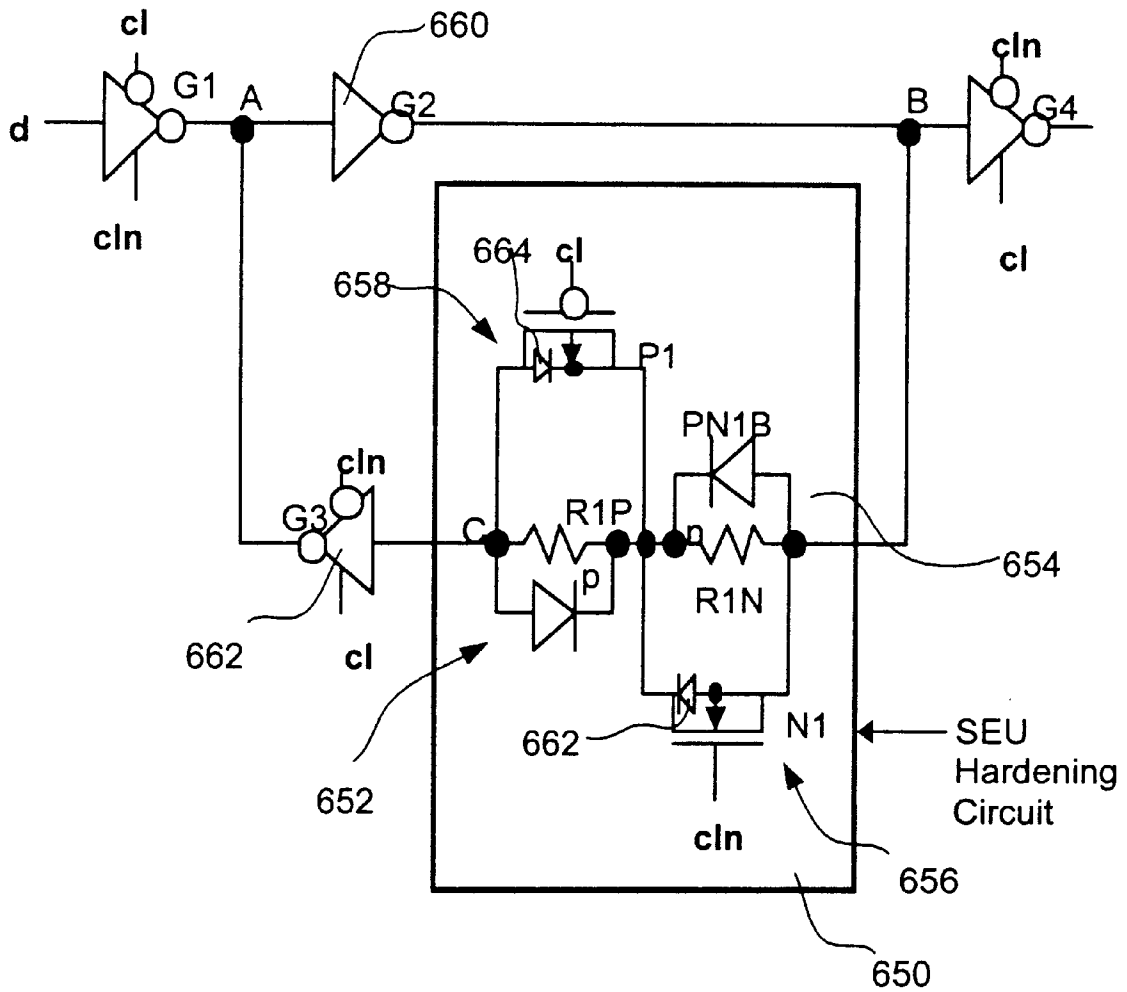 cl
660
cln
G1
A
G2
B
G4
d
cln
cl
664
cl
658
P1
PN1B
cln
G3
C
R1P
n
p
R1N
654
662
cl
662
N1
SEU
Hardening
Circuit
652
cln
656
650